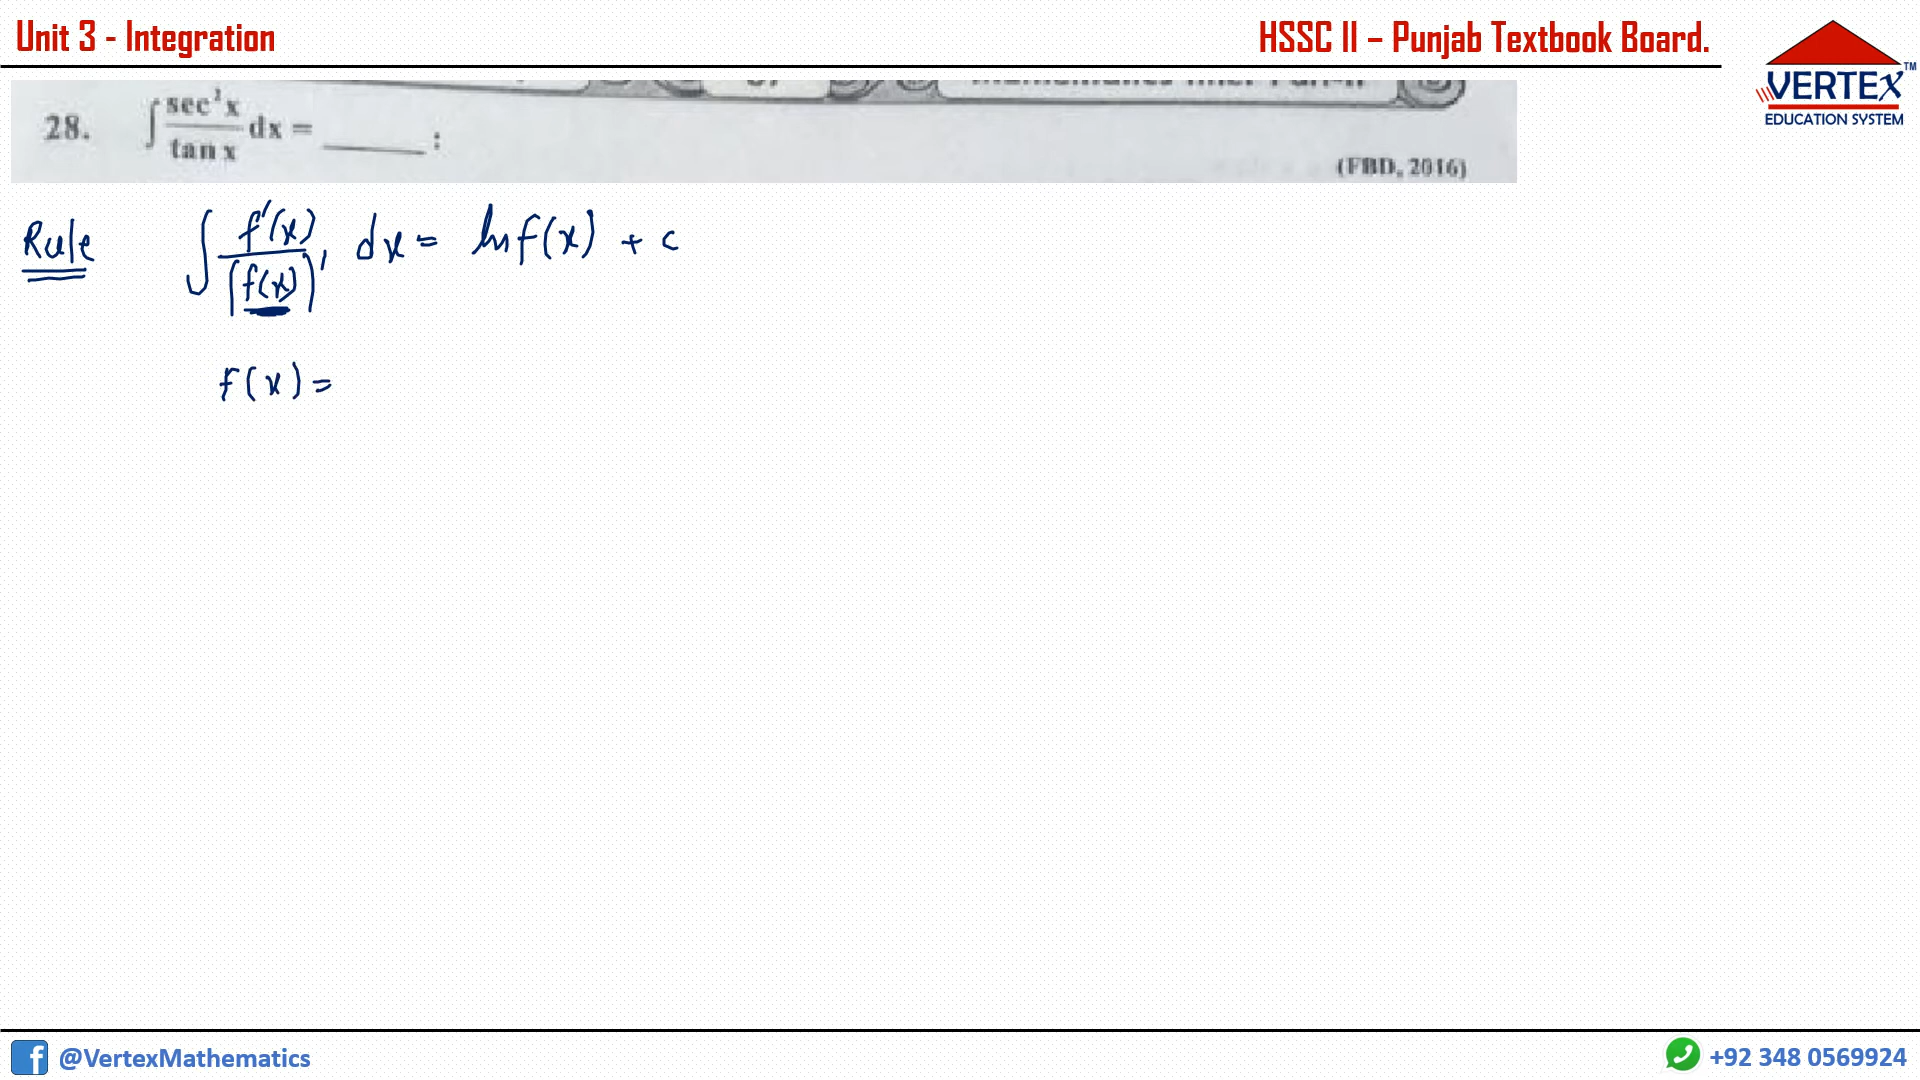 Unit 3 - Integration
HSSC II – Punjab Textbook Board.
VERTEX™
EDUCATION SYSTEM
28. ∫ sec²x / tan x dx = ______ :
(FBD, 2016)
Rule ∫ f'(x) / [f(x)]' dx = ln f(x) + c
f(x) =
@VertexMathematics
+92 348 0569924